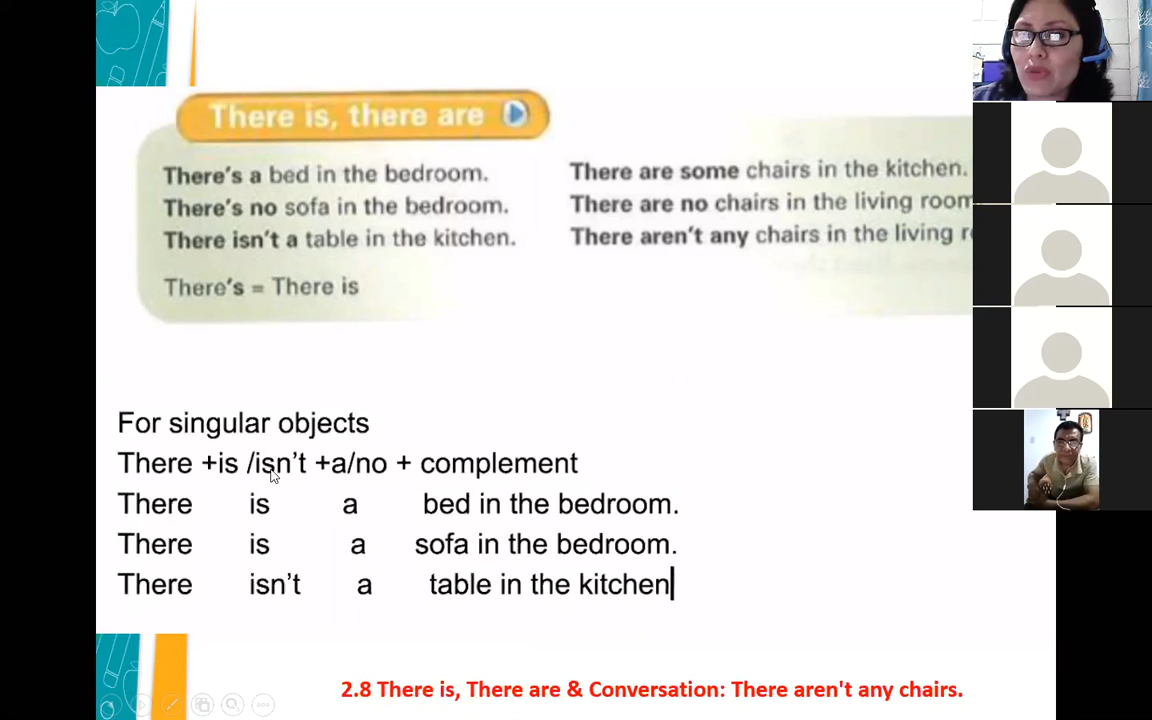 There is, there are
There's a bed in the bedroom.
There's no sofa in the bedroom.
There isn't a table in the kitchen.
There's = There is
There are some chairs in the kitchen.
There are no chairs in the living room
There aren't any chairs in the living
For singular objects
There +is /isn't +a/no + complement
There is a bed in the bedroom.
There is a sofa in the bedroom.
There isn't a table in the kitchen
2.8 There is, There are & Conversation: There aren't any chairs.